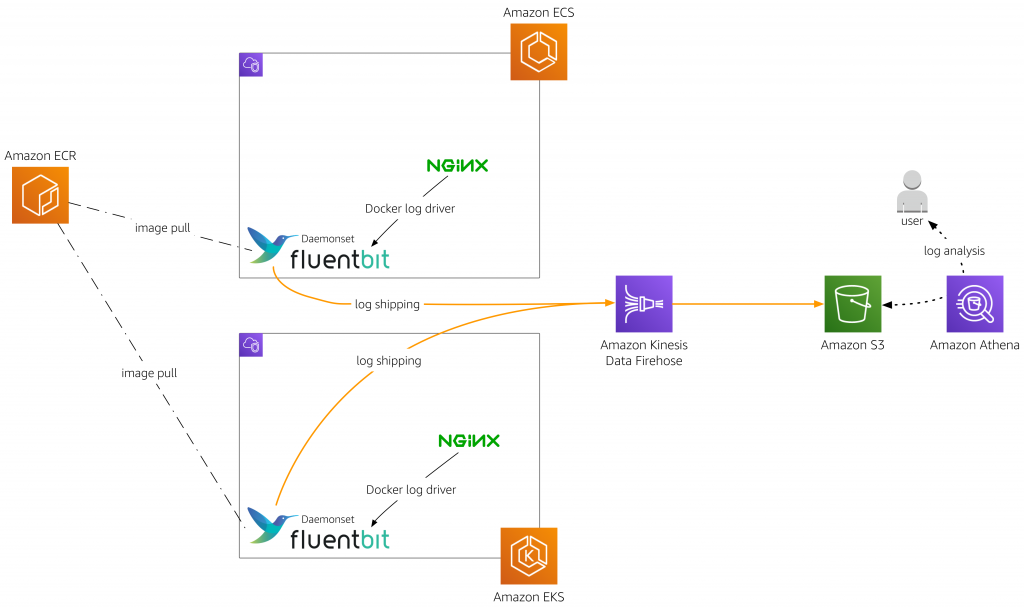 Amazon ECS
Amazon ECR
NGINX
Docker log driver
image pull
Daemonset
fluentbit
user
log analysis
log shipping
Amazon Kinesis
Data Firehose
Amazon S3
Amazon Athena
log shipping
image pull
NGINX
Docker log driver
Daemonset
fluentbit
K
Amazon EKS